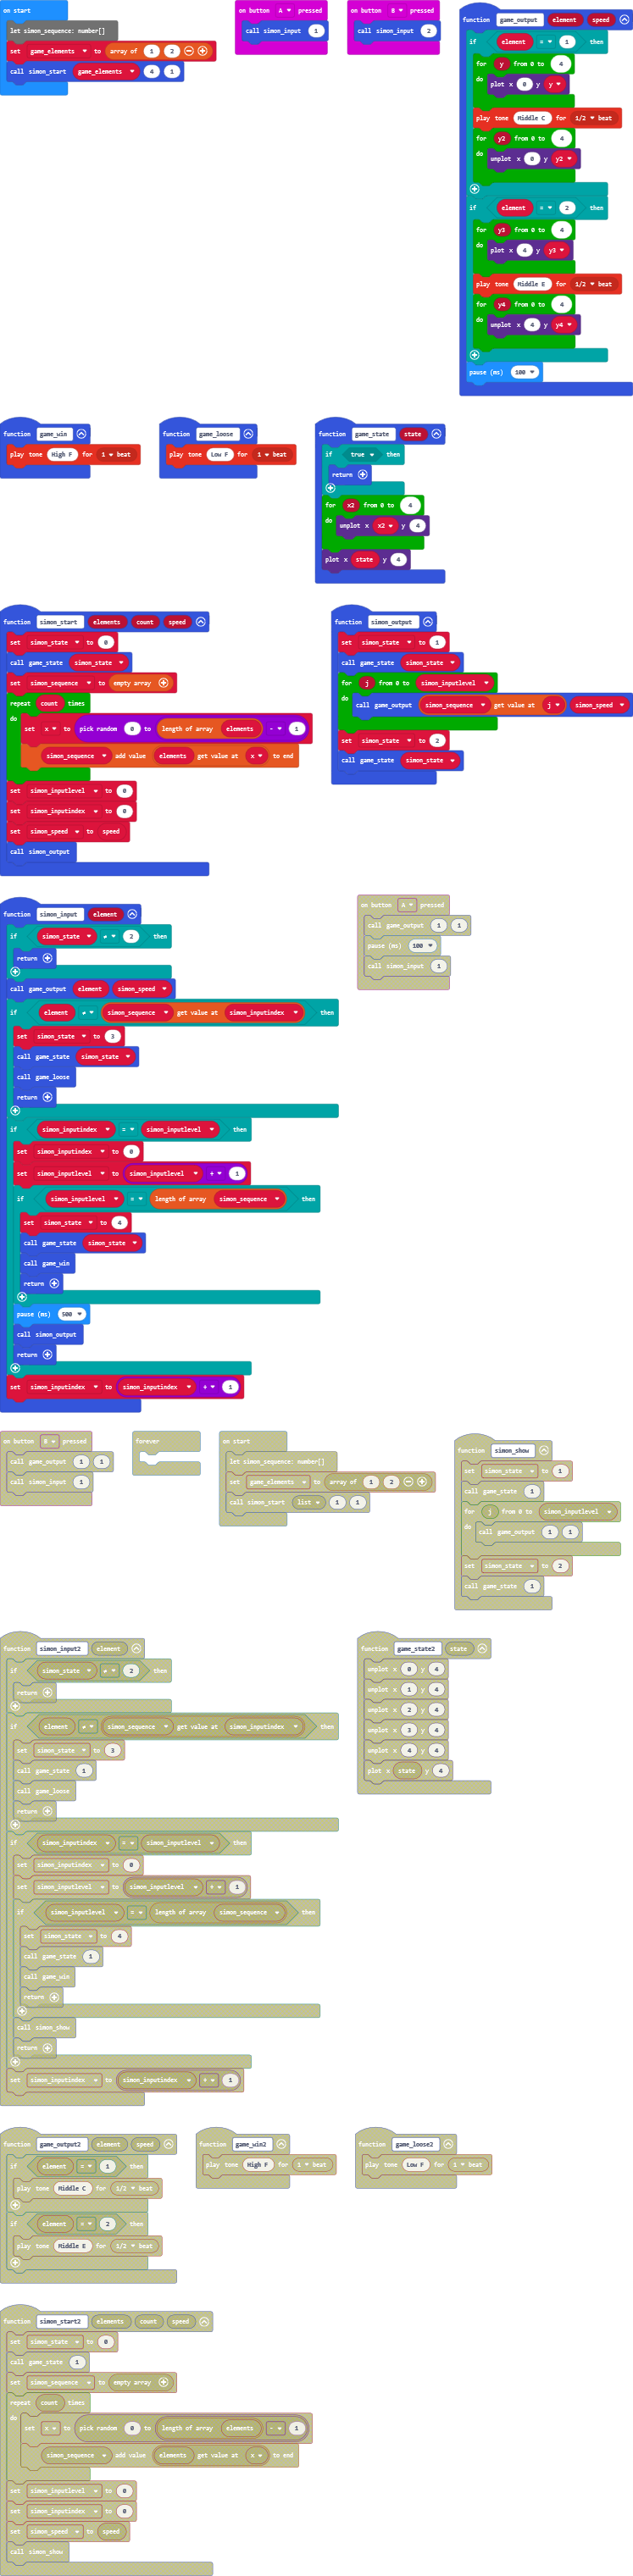 on start
let simon_sequence: number[]
set game_elements to array of 1 2
call simon_start game_elements 4 1
on button A pressed
call simon_input 1
on button B pressed
call simon_input 2
function game_output element speed
if element = 1 then
for y from 0 to 4
do plot x 0 y y
play tone Middle C for 1/2 beat
for y2 from 0 to 4
do unplot x 0 y y2
if element = 2 then
for y3 from 0 to 4
do plot x 4 y y3
play tone Middle E for 1/2 beat
for y4 from 0 to 4
do unplot x 4 y y4
pause (ms) 100
function game_win
play tone High F for 1 beat
function game_loose
play tone Low F for 1 beat
function game_state state
if true then
return
for x2 from 0 to 4
do unplot x x2 y 4
plot x state y 4
function simon_start elements count speed
set simon_state to 0
call game_state simon_state
set simon_sequence to empty array
repeat count times
do set x to pick random 0 to length of array elements - 1
simon_sequence add value elements get value at x to end
set simon_inputlevel to 0
set simon_inputindex to 0
set simon_speed to speed
call simon_output
function simon_output
set simon_state to 1
call game_state simon_state
for j from 0 to simon_inputlevel
do call game_output simon_sequence get value at j simon_speed
set simon_state to 2
call game_state simon_state
function simon_input element
if simon_state ≠ 2 then
return
call game_output element simon_speed
if element ≠ simon_sequence get value at simon_inputindex then
set simon_state to 3
call game_state simon_state
call game_loose
return
if simon_inputindex = simon_inputlevel then
set simon_inputindex to 0
set simon_inputlevel to simon_inputlevel + 1
if simon_inputlevel = length of array simon_sequence then
set simon_state to 4
call game_state simon_state
call game_win
return
pause (ms) 500
call simon_output
return
set simon_inputindex to simon_inputindex + 1
on button A pressed
call game_output 1 1
pause (ms) 100
call simon_input 1
on button B pressed
call game_output 1 1
call simon_input 1
forever
on start
let simon_sequence: number[]
set game_elements to array of 1 2
call simon_start list 1 1
function simon_show
set simon_state to 1
call game_state 1
for j from 0 to simon_inputlevel
do call game_output 1 1
set simon_state to 2
call game_state 1
function simon_input2 element
if simon_state ≠ 2 then
return
if element ≠ simon_sequence get value at simon_inputindex then
set simon_state to 3
call game_state 1
call game_loose
return
if simon_inputindex = simon_inputlevel then
set simon_inputindex to 0
set simon_inputlevel to simon_inputlevel + 1
if simon_inputlevel = length of array simon_sequence then
set simon_state to 4
call game_state 1
call game_win
return
call simon_show
return
set simon_inputindex to simon_inputindex + 1
function game_state2 state
unplot x 0 y 4
unplot x 1 y 4
unplot x 2 y 4
unplot x 3 y 4
unplot x 4 y 4
plot x state y 4
function game_output2 element speed
if element = 1 then
play tone Middle C for 1/2 beat
if element = 2 then
play tone Middle E for 1/2 beat
function game_win2
play tone High F for 1 beat
function game_loose2
play tone Low F for 1 beat
function simon_start2 elements count speed
set simon_state to 0
call game_state 1
set simon_sequence to empty array
repeat count times
do set x to pick random 0 to length of array elements - 1
simon_sequence add value elements get value at x to end
set simon_inputlevel to 0
set simon_inputindex to 0
set simon_speed to speed
call simon_show